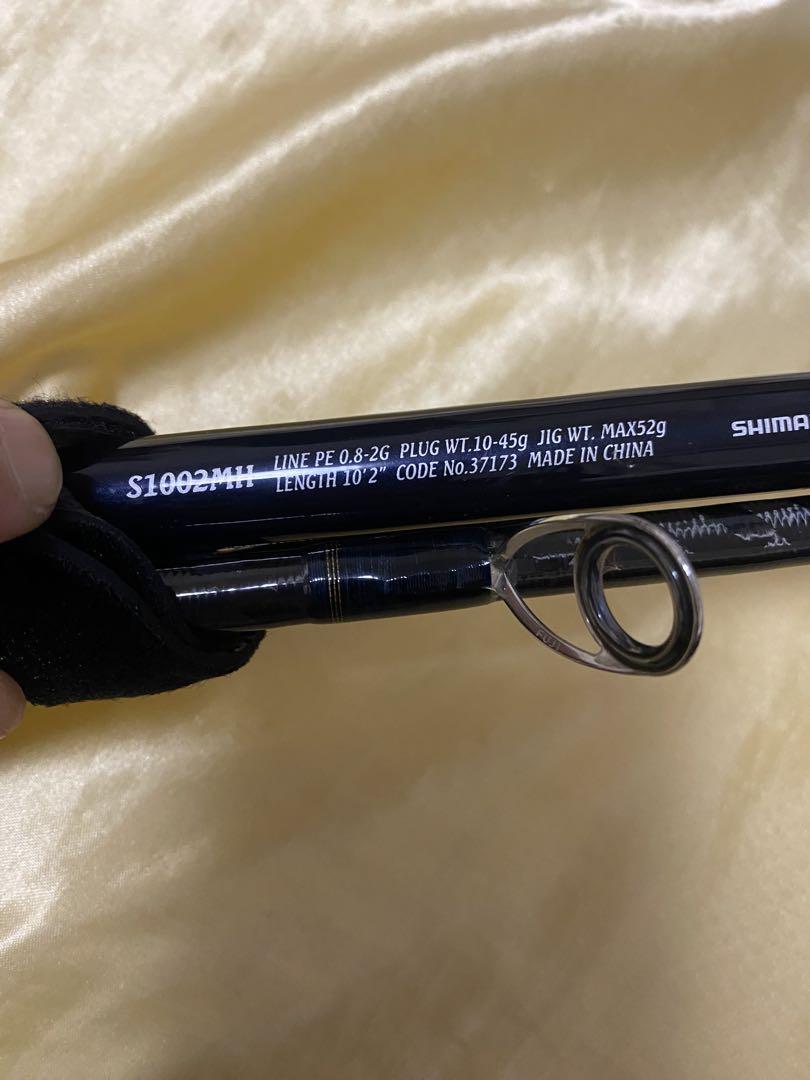 S1002MH
LINE PE 0.8-2G PLUG WT.10-45g JIG WT. MAX52g
LENGTH 10'2" CODE No.37173 MADE IN CHINA
SHIMA
FUJI